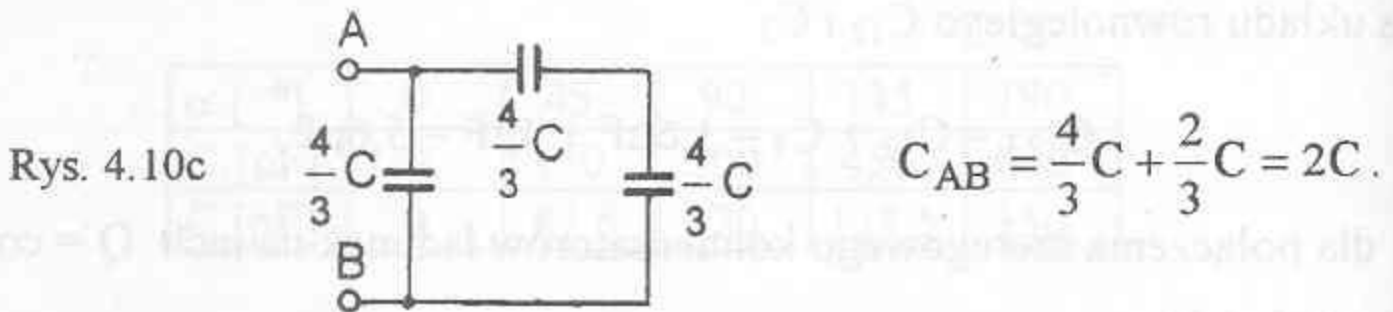 A
Rys. 4.10c
4/3 C
4/3 C
4/3 C
C_AB = 4/3 C + 2/3 C = 2C.
B